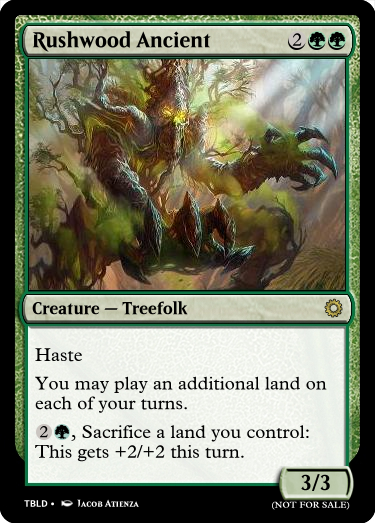 Rushwood Ancient 2
Creature — Treefolk
Haste
You may play an additional land on
each of your turns.
2, Sacrifice a land you control:
This gets +2/+2 this turn.
3/3
TBLD • Jacob Atienza
(NOT FOR SALE)